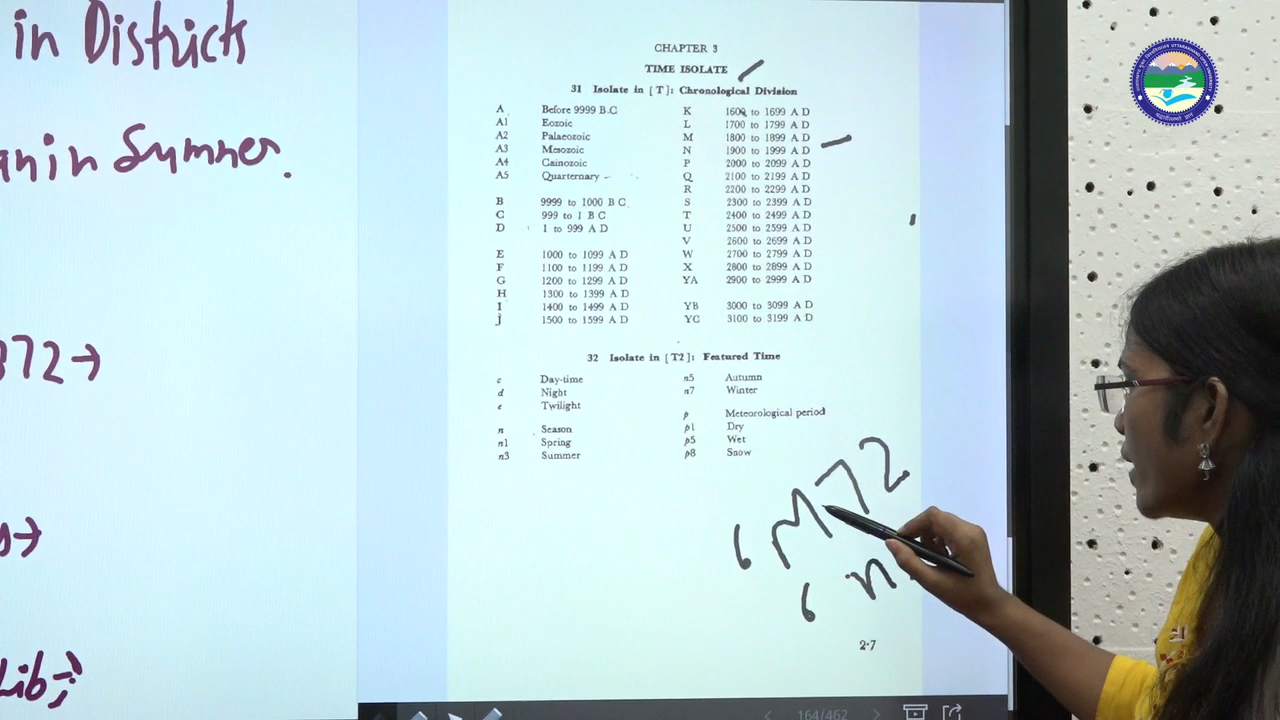 in Districts
an in Summer.
872→
s→
Lib;
CHAPTER 3
TIME ISOLATE
31 Isolate in [T]: Chronological Division
A Before 9999 B.C
A1 Eozoic
A2 Palaeozoic
A3 Mesozoic
A4 Cainozoic
A5 Quarternary
B 9999 to 1000 B C
C 999 to 1 B C
D 1 to 999 A D
E 1000 to 1099 A D
F 1100 to 1199 A D
G 1200 to 1299 A D
H 1300 to 1399 A D
I 1400 to 1499 A D
J 1500 to 1599 A D
K 1600 to 1699 A D
L 1700 to 1799 A D
M 1800 to 1899 A D
N 1900 to 1999 A D
P 2000 to 2099 A D
Q 2100 to 2199 A D
R 2200 to 2299 A D
S 2300 to 2399 A D
T 2400 to 2499 A D
U 2500 to 2599 A D
V 2600 to 2699 A D
W 2700 to 2799 A D
X 2800 to 2899 A D
YA 2900 to 2999 A D
YB 3000 to 3099 A D
YC 3100 to 3199 A D
32 Isolate in [T2]: Featured Time
c Day-time
d Night
e Twilight
n Season
n1 Spring
n3 Summer
n5 Autumn
n7 Winter
p Meteorological period
p1 Dry
p5 Wet
p8 Snow
‘M72
‘n
2·7
164/462